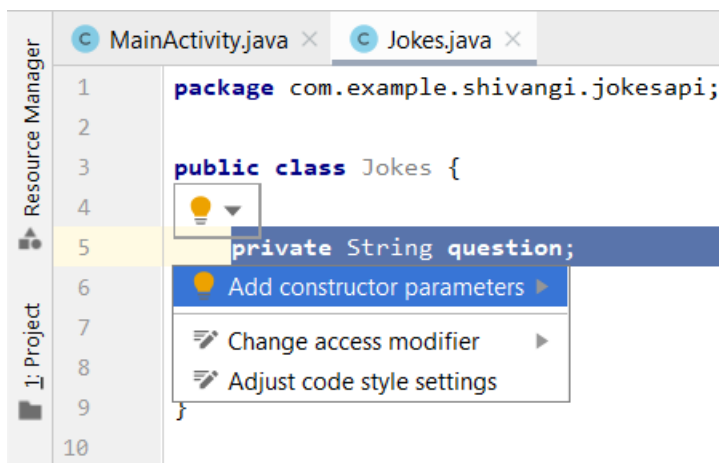 MainActivity.java
Jokes.java
Resource Manager
1: Project
1 package com.example.shivangi.jokesapi;
2
3 public class Jokes {
4
5 private String question;
6
Add constructor parameters
7
Change access modifier
8
Adjust code style settings
9 }
10